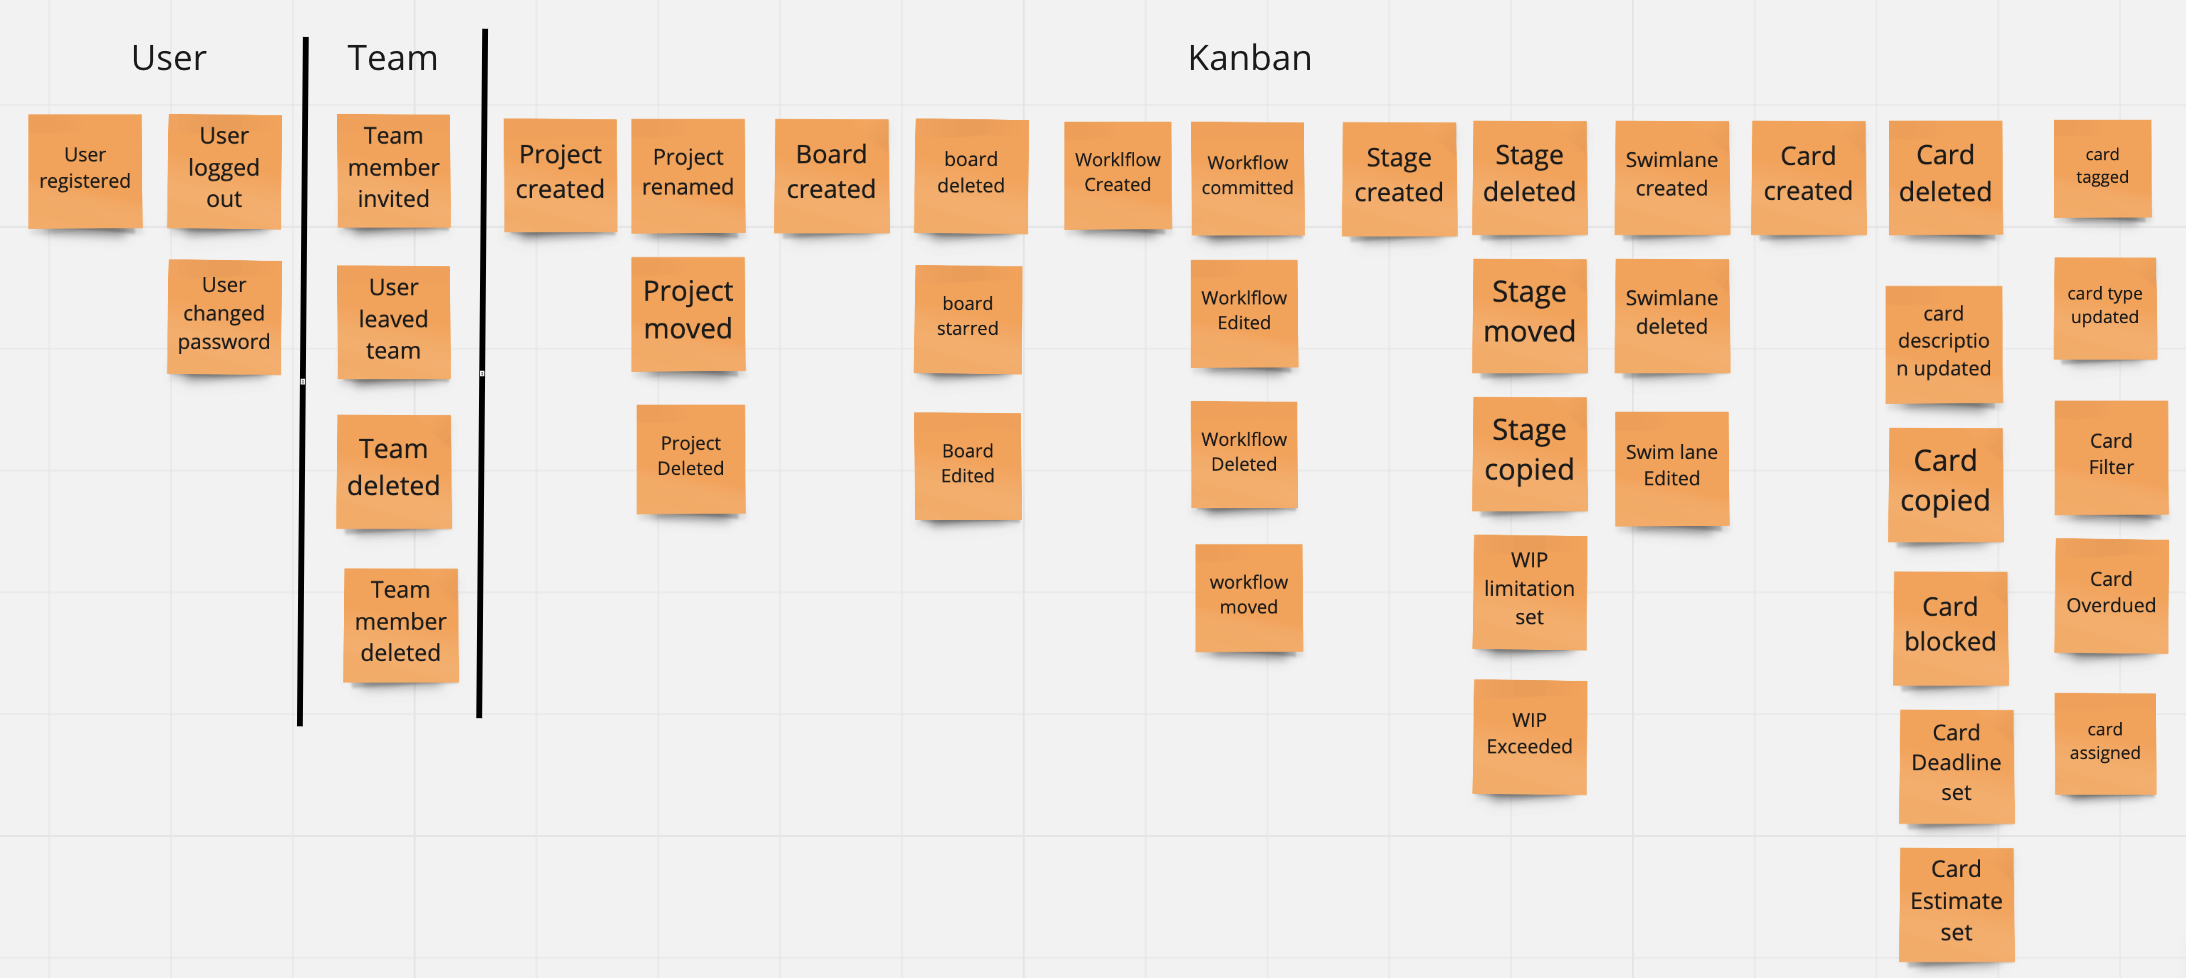 User
Team
Kanban
User
registered
User
logged
out
Team
member
invited
Project
created
Project
renamed
Board
created
board
deleted
Worklflow
Created
Workflow
committed
Stage
created
Stage
deleted
Swimlane
created
Card
created
Card
deleted
card
tagged
User
changed
password
User
leaved
team
Project
moved
board
starred
Worklflow
Edited
Stage
moved
Swimlane
deleted
card
descriptio
n updated
card type
updated
Team
deleted
Project
Deleted
Board
Edited
Worklflow
Deleted
Stage
copied
Swim lane
Edited
Card
copied
Card
Filter
Team
member
deleted
workflow
moved
WIP
limitation
set
Card
blocked
Card
Overdued
WIP
Exceeded
Card
Deadline
set
card
assigned
Card
Estimate
set